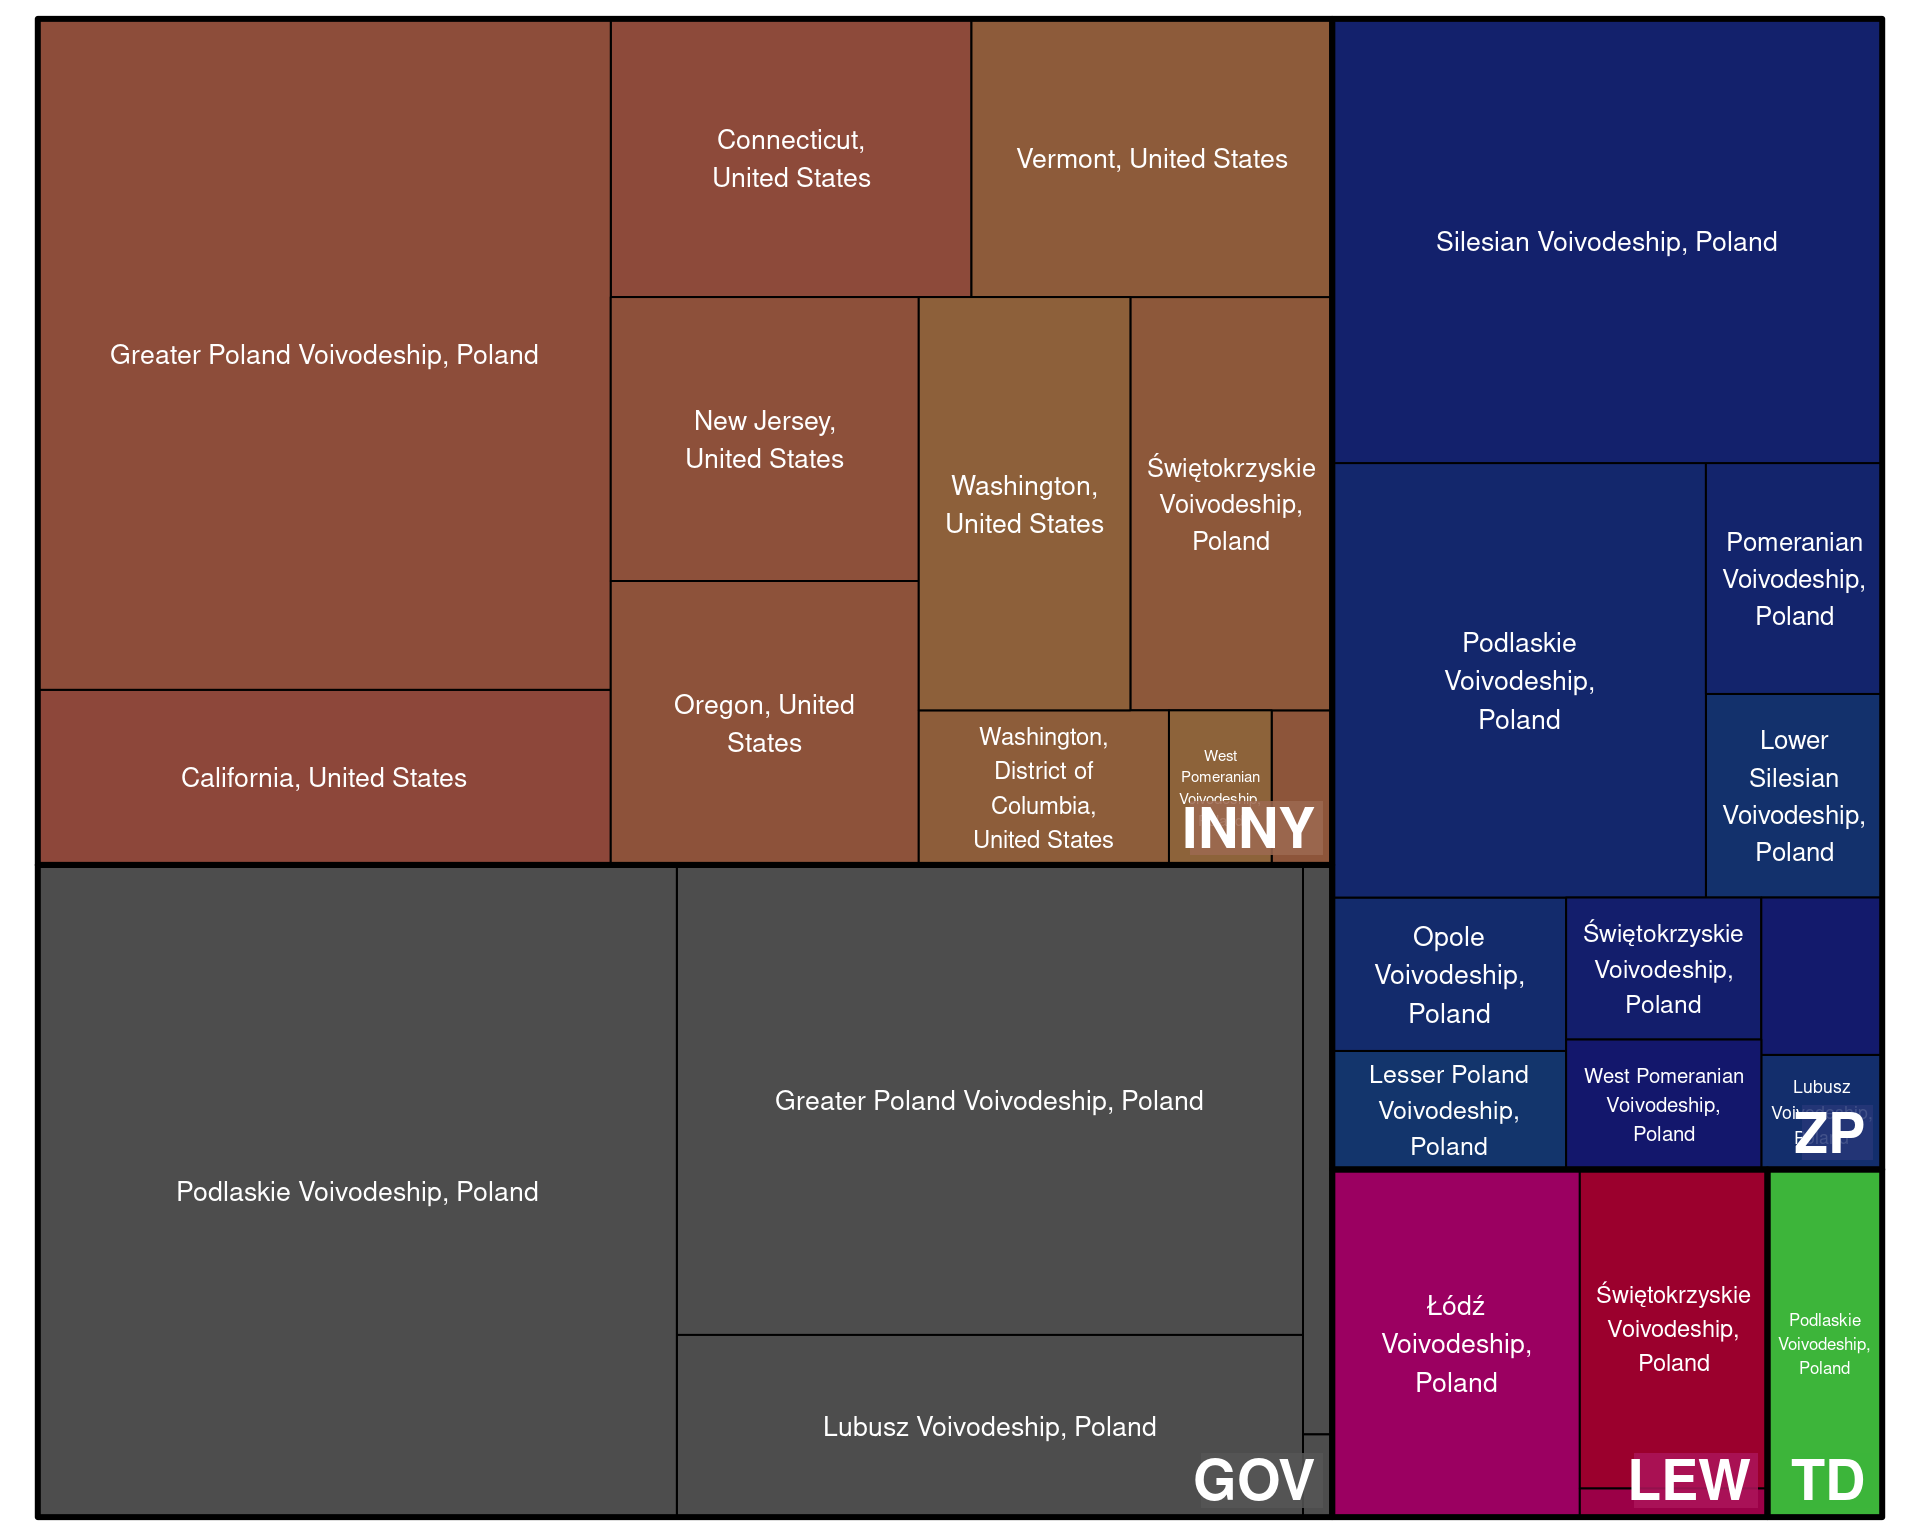 Greater Poland Voivodeship, Poland
California, United States
Connecticut,
United States
Vermont, United States
New Jersey,
United States
Oregon, United
States
Washington,
United States
Świętokrzyskie
Voivodeship,
Poland
Washington,
District of
Columbia,
United States
West
Pomeranian
Voivodeship,
INNY
Silesian Voivodeship, Poland
Podlaskie
Voivodeship,
Poland
Pomeranian
Voivodeship,
Poland
Lower
Silesian
Voivodeship,
Poland
Opole
Voivodeship,
Poland
Lesser Poland
Voivodeship,
Poland
Świętokrzyskie
Voivodeship,
Poland
West Pomeranian
Voivodeship,
Poland
Lubusz
Voivodeship,
Poland
ZP
Podlaskie Voivodeship, Poland
Greater Poland Voivodeship, Poland
Lubusz Voivodeship, Poland
GOV
Łódź
Voivodeship,
Poland
Świętokrzyskie
Voivodeship,
Poland
LEW
Podlaskie
Voivodeship,
Poland
TD